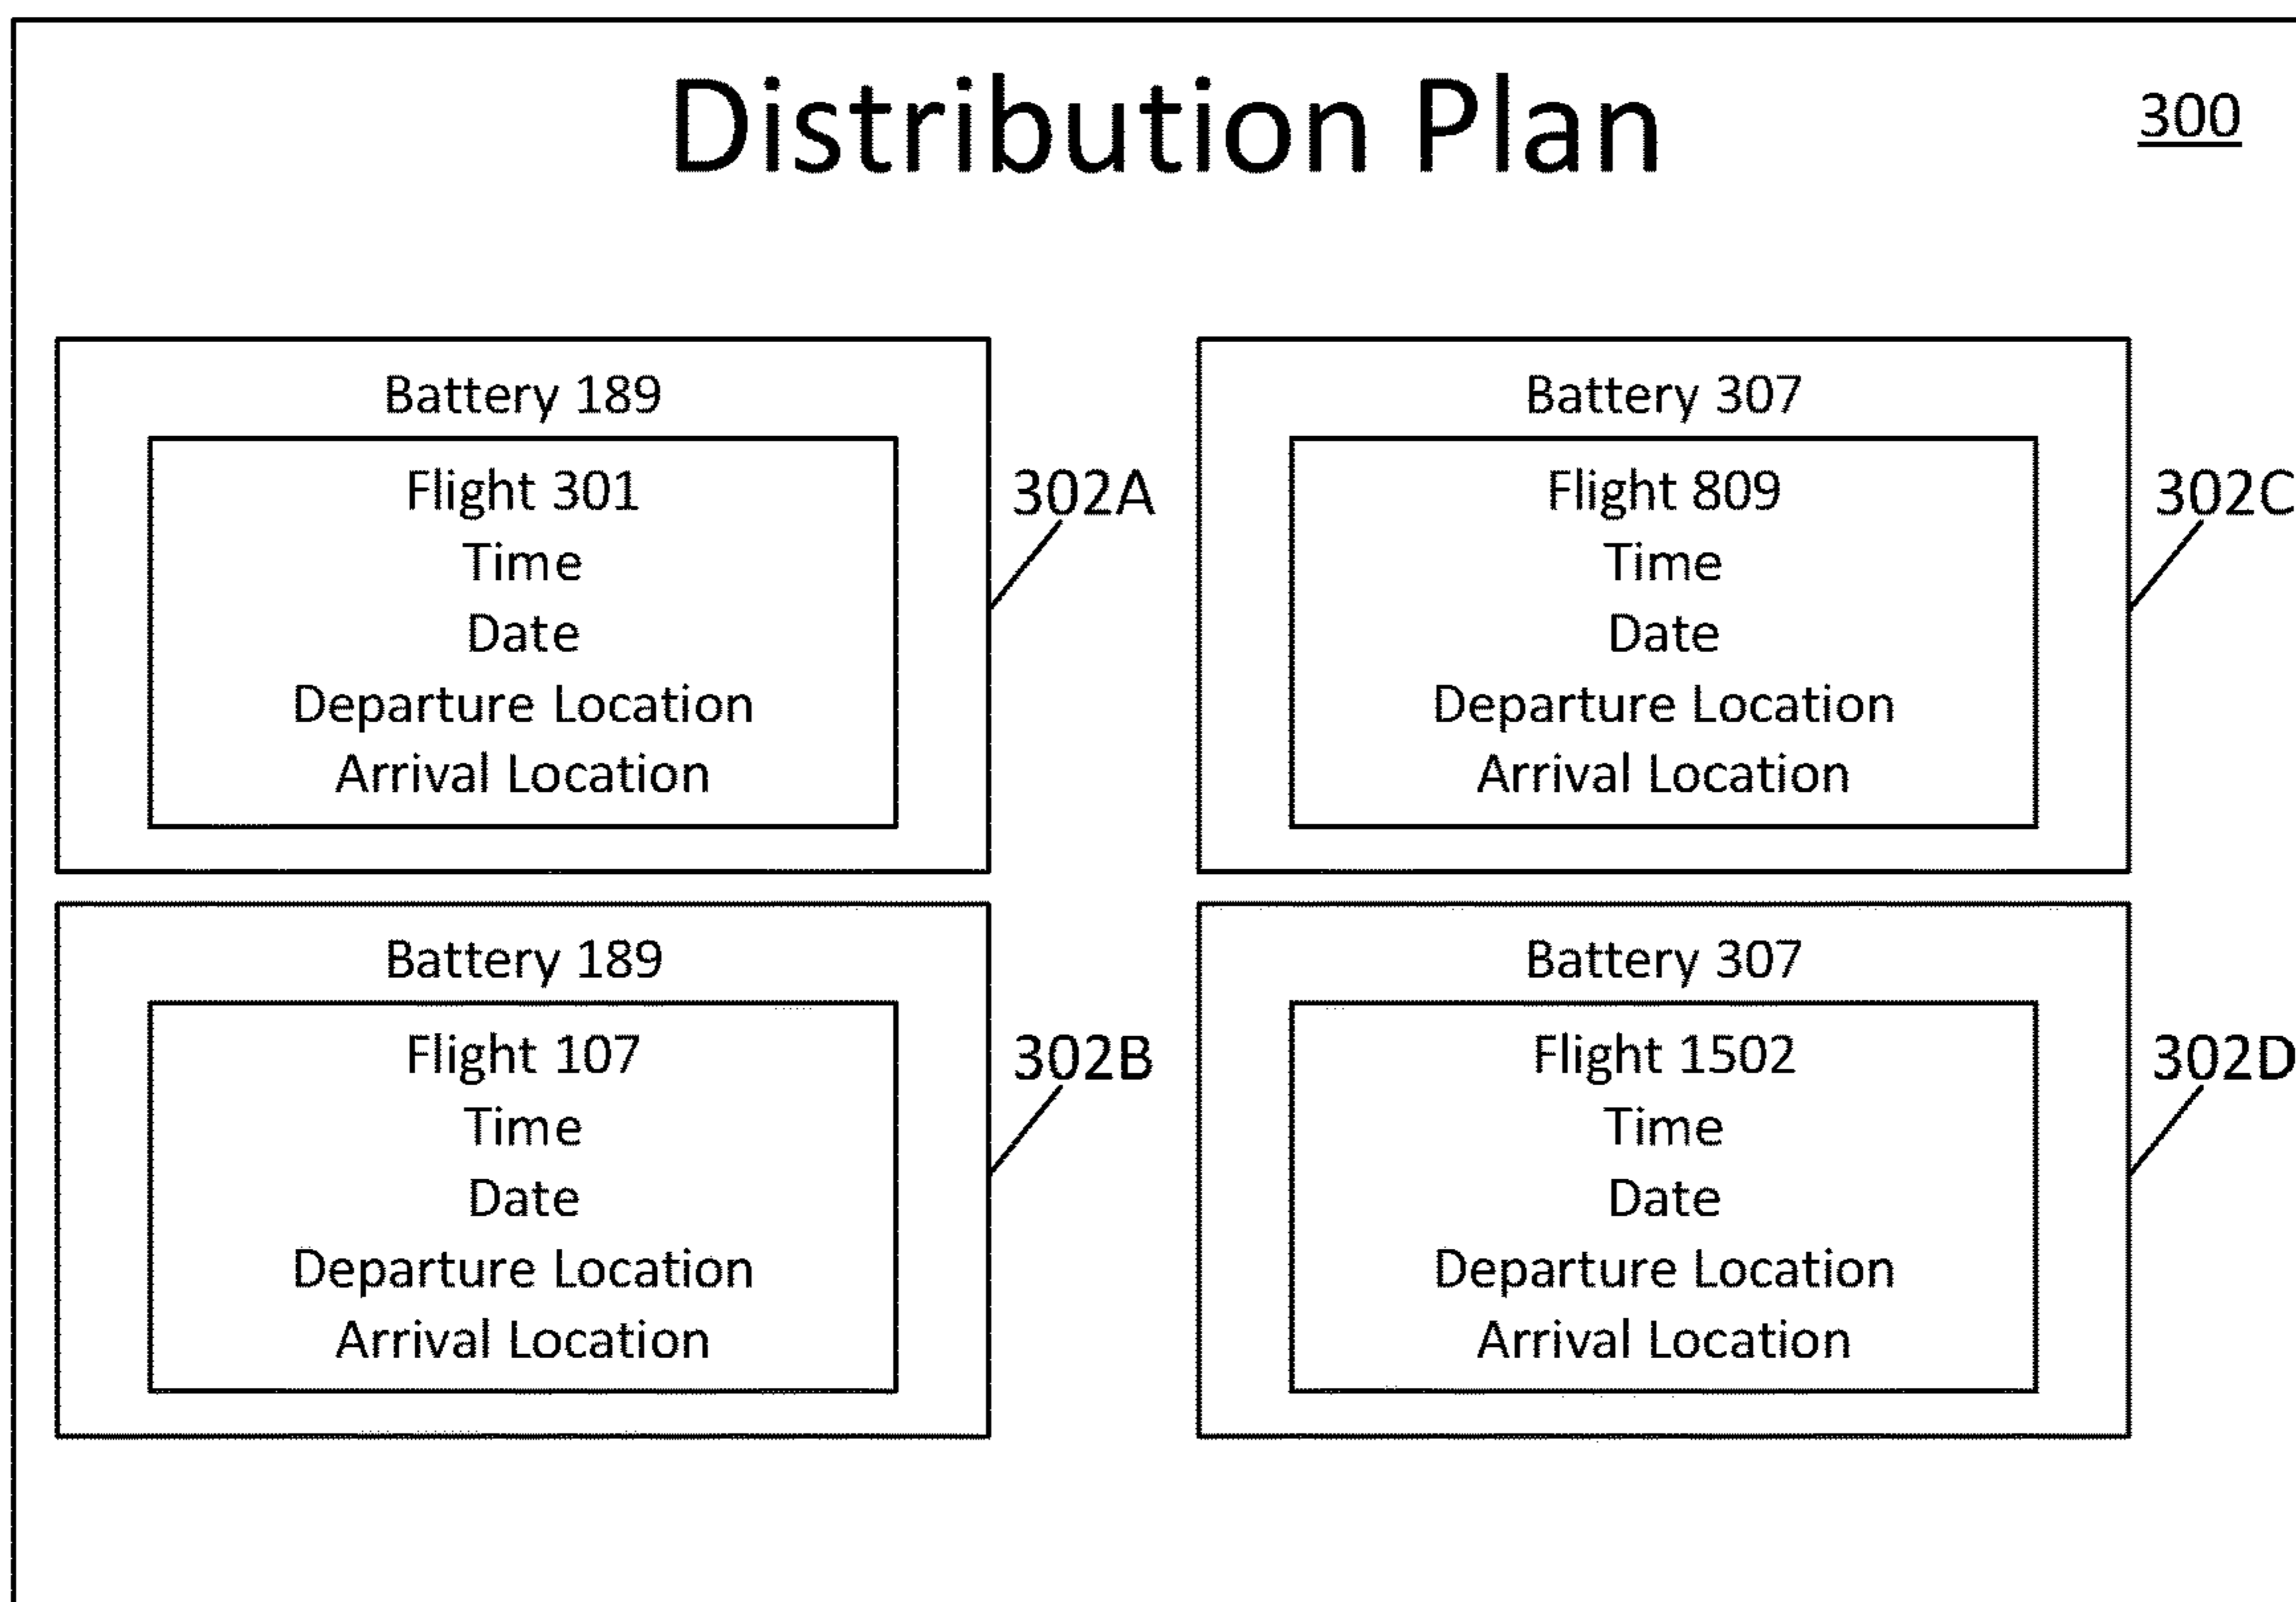 Distribution Plan
300
Battery 189
Flight 301
Time
Date
Departure Location
Arrival Location
302A
Battery 307
Flight 809
Time
Date
Departure Location
Arrival Location
302C
Battery 189
Flight 107
Time
Date
Departure Location
Arrival Location
302B
Battery 307
Flight 1502
Time
Date
Departure Location
Arrival Location
302D